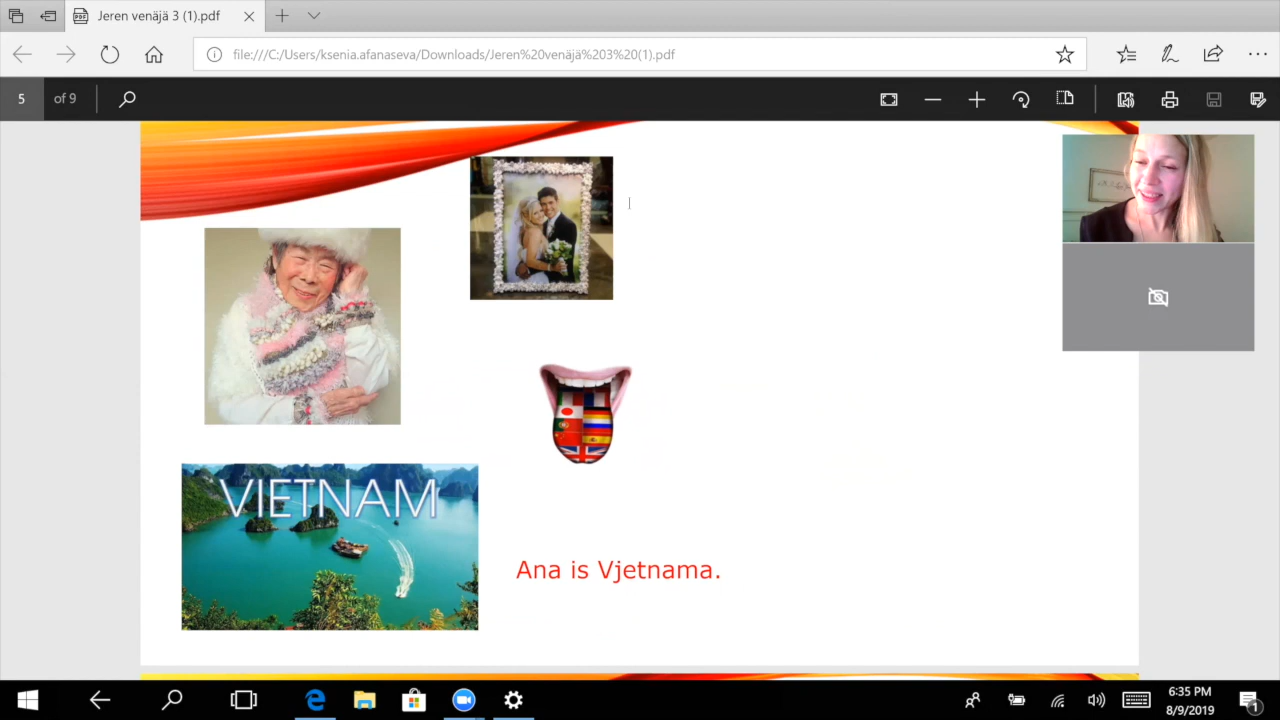 Jeren venäjä 3 (1).pdf
file:///C:/Users/ksenia.afanaseva/Downloads/Jeren%20venäjä%203%20(1).pdf
5 of 9
VIETNAM
Ana is Vjetnama.
6:35 PM
8/9/2019
1